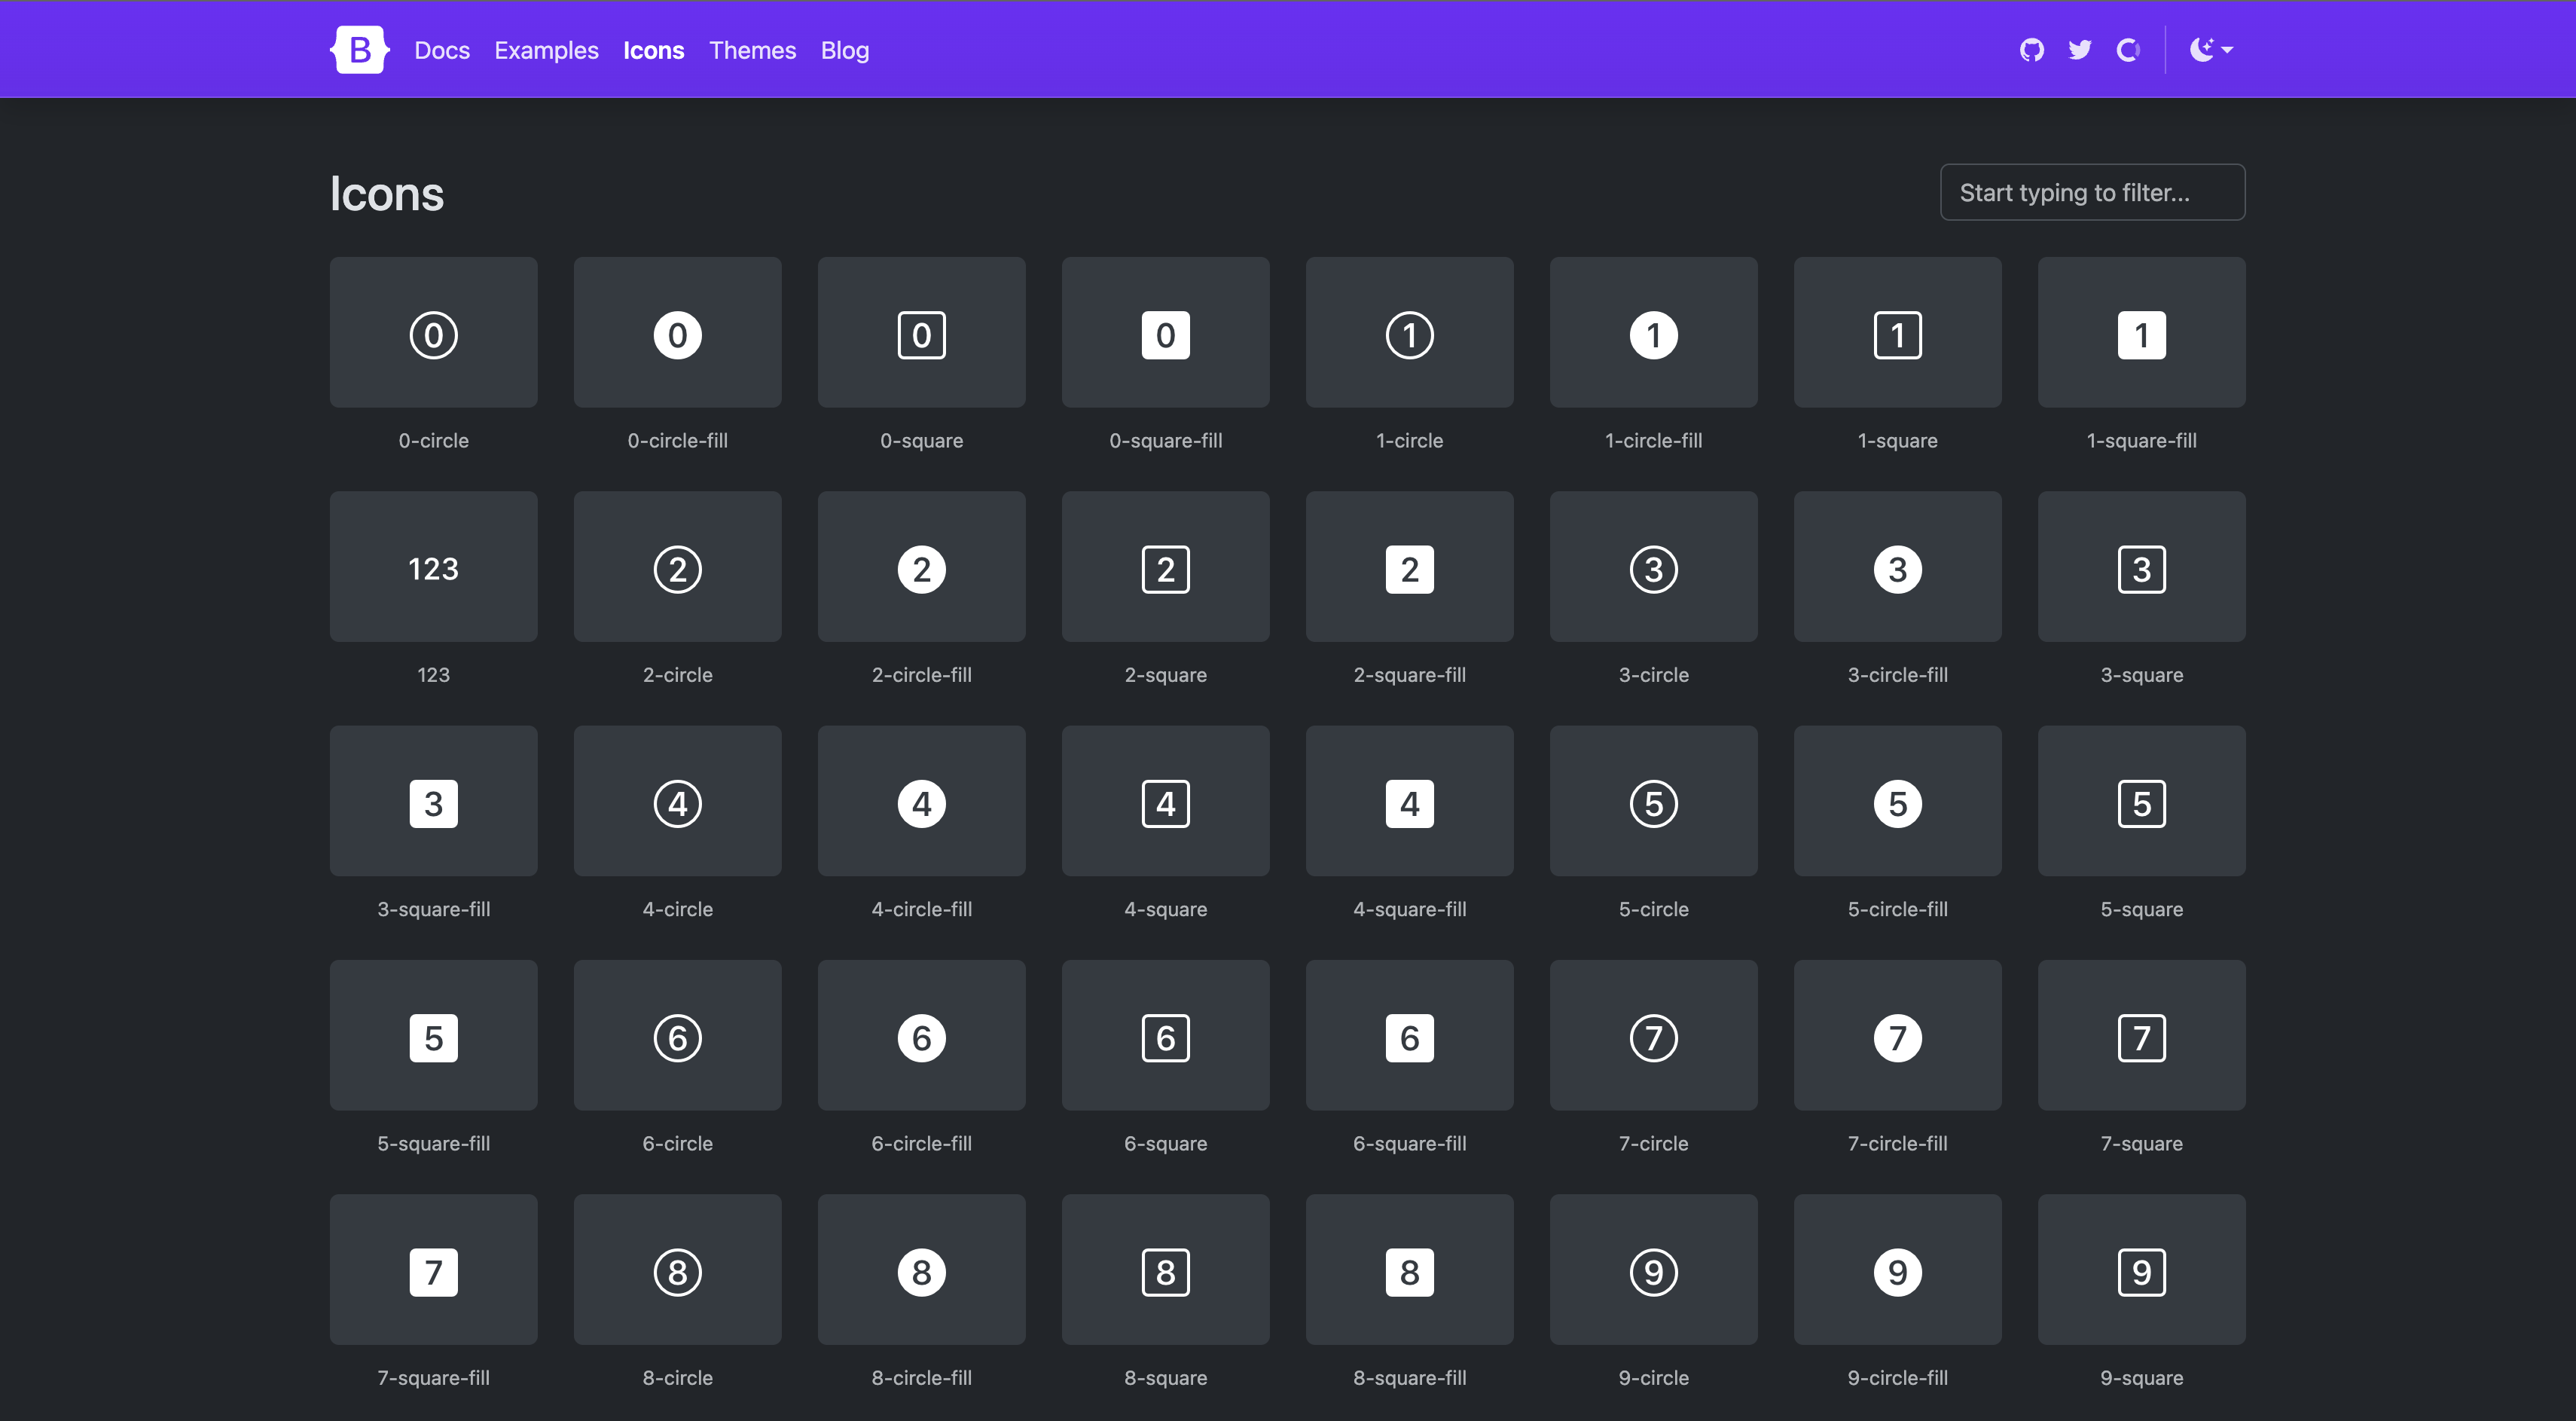 B Docs Examples Icons Themes Blog
Icons
Start typing to filter...
0 0 0 0 1 1 1 1
0-circle 0-circle-fill 0-square 0-square-fill 1-circle 1-circle-fill 1-square 1-square-fill
123 2 2 2 2 3 3 3
123 2-circle 2-circle-fill 2-square 2-square-fill 3-circle 3-circle-fill 3-square
3 4 4 4 4 5 5 5
3-square-fill 4-circle 4-circle-fill 4-square 4-square-fill 5-circle 5-circle-fill 5-square
5 6 6 6 6 7 7 7
5-square-fill 6-circle 6-circle-fill 6-square 6-square-fill 7-circle 7-circle-fill 7-square
7 8 8 8 8 9 9 9
7-square-fill 8-circle 8-circle-fill 8-square 8-square-fill 9-circle 9-circle-fill 9-square